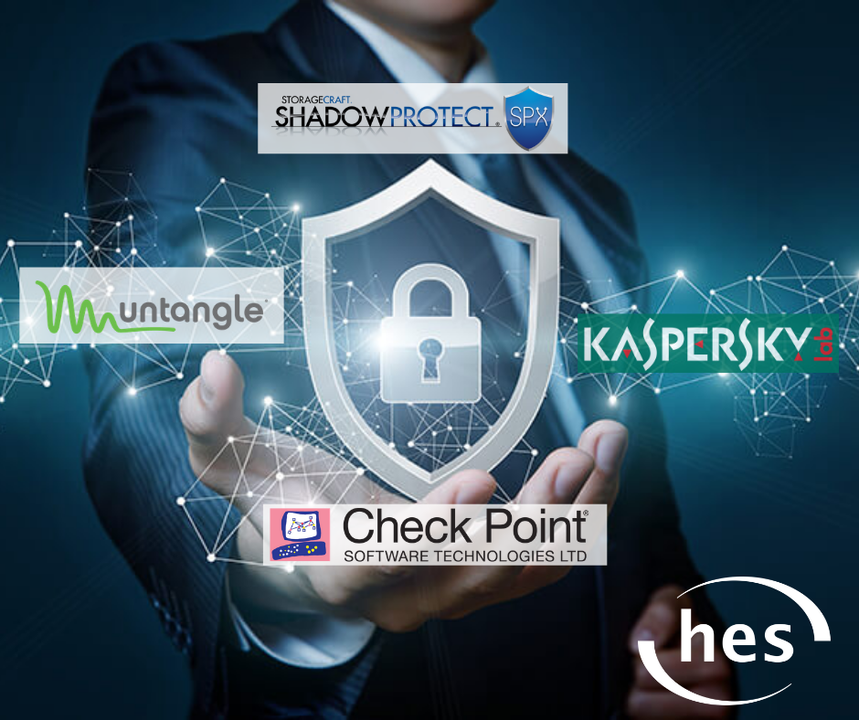 STORAGECRAFT.
SHADOWPROTECT® SPX
untangle
KASPERSKY lab
Check Point®
SOFTWARE TECHNOLOGIES LTD
hes